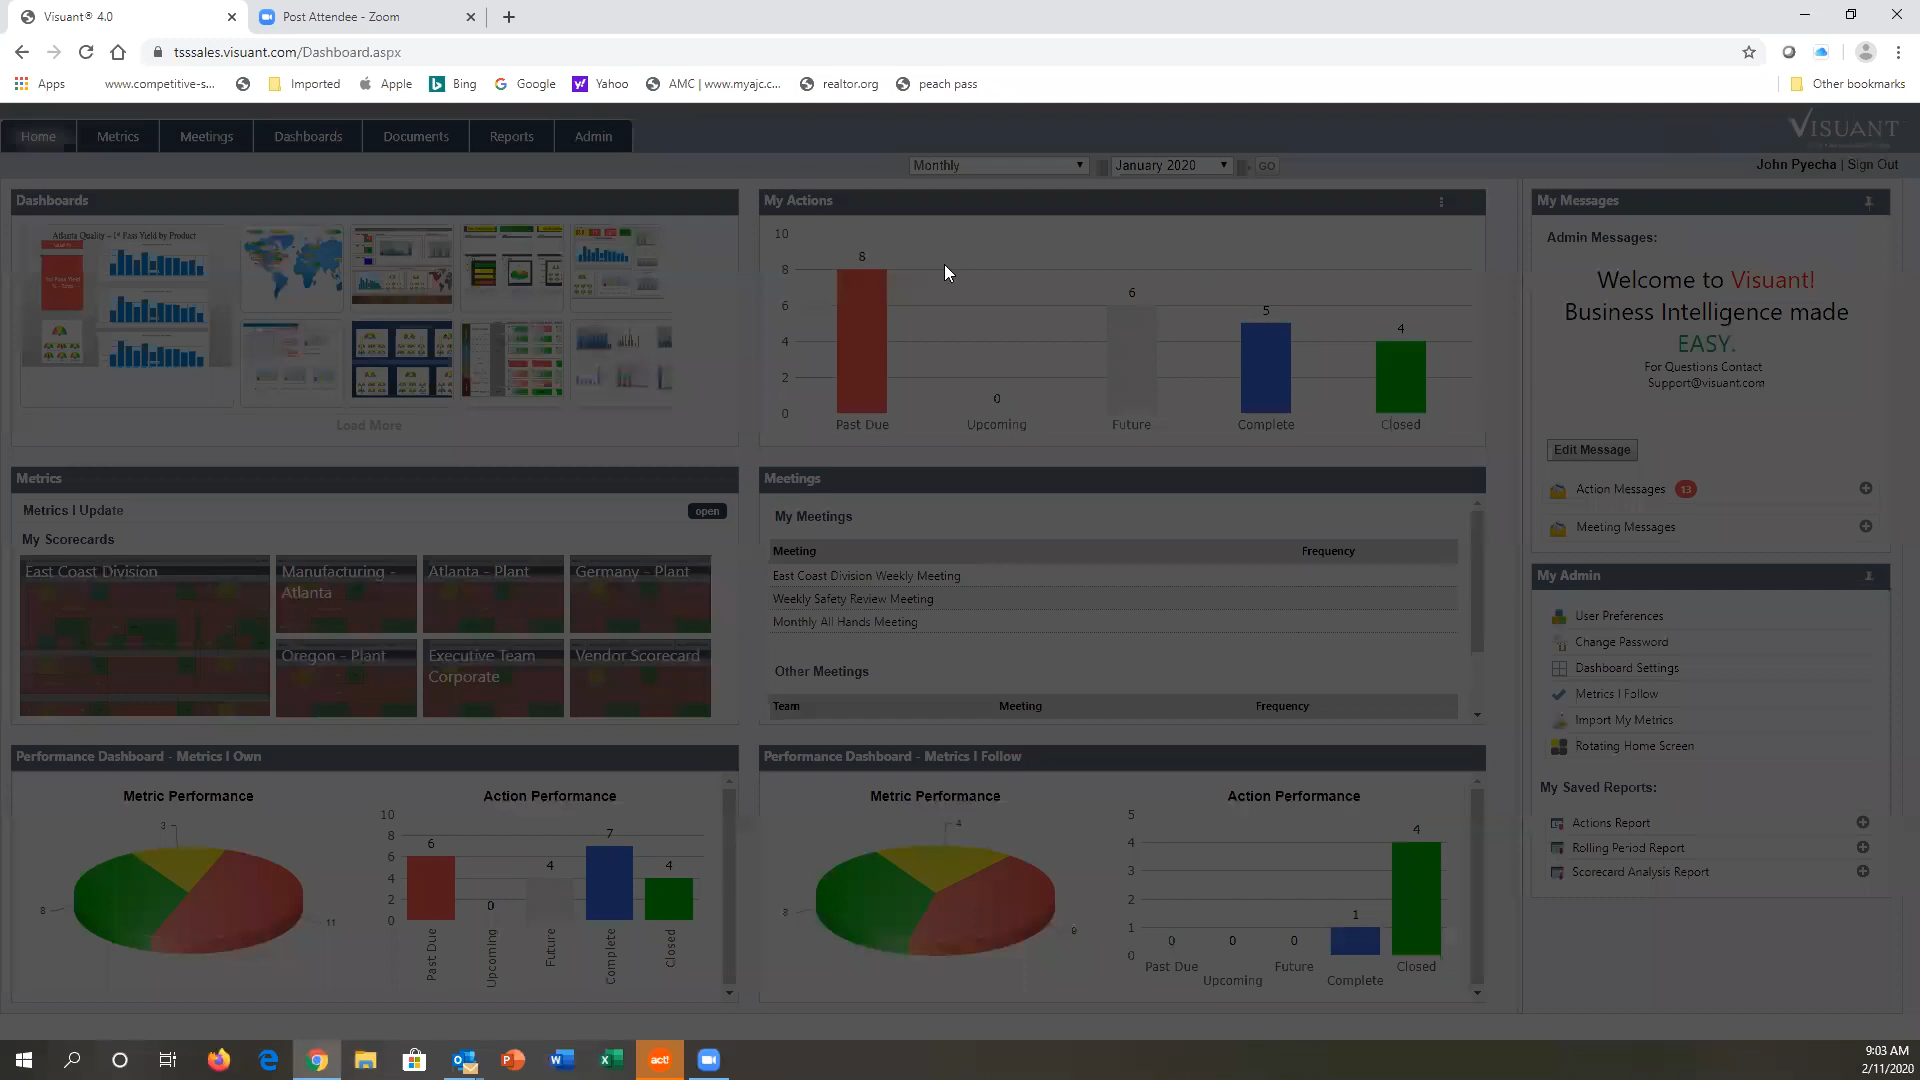 Visuant® 4.0
Post Attendee - Zoom
tsssales.visuant.com/Dashboard.aspx
Apps
www.competitive-s...
Imported
Apple
Bing
Google
Yahoo
AMC | www.myajc.c...
realtor.org
peach pass
Other bookmarks
Home
Metrics
Meetings
Dashboards
Documents
Reports
Admin
VISUANT
Monthly
January 2020
GO
John Pyecha | Sign Out
Dashboards
Atlanta Quality – 1st Pass Yield by Product
Load More
My Actions
10
8
6
4
2
0
8
0
6
5
4
Past Due
Upcoming
Future
Complete
Closed
My Messages
Admin Messages:
Welcome to Visuant!
Business Intelligence made
EASY.
For Questions Contact
Support@visuant.com
Edit Message
Action Messages 13
Meeting Messages
Metrics
Metrics I Update
open
My Scorecards
East Coast Division
Manufacturing -
Atlanta
Atlanta - Plant
Germany - Plant
Oregon - Plant
Executive Team
Corporate
Vendor Scorecard
Meetings
My Meetings
Meeting
Frequency
East Coast Division Weekly Meeting
Weekly Safety Review Meeting
Monthly All Hands Meeting
Other Meetings
Team
Meeting
Frequency
My Admin
User Preferences
Change Password
Dashboard Settings
Metrics I Follow
Import My Metrics
Rotating Home Screen
My Saved Reports:
Actions Report
Rolling Period Report
Scorecard Analysis Report
Performance Dashboard - Metrics I Own
Metric Performance
3
8
11
Action Performance
10
8
6
4
2
0
6
0
4
7
4
Past Due
Upcoming
Future
Complete
Closed
Performance Dashboard - Metrics I Follow
Metric Performance
4
8
9
Action Performance
5
4
3
2
1
0
0
0
0
1
4
Past Due
Upcoming
Future
Complete
Closed
act!
9:03 AM
2/11/2020